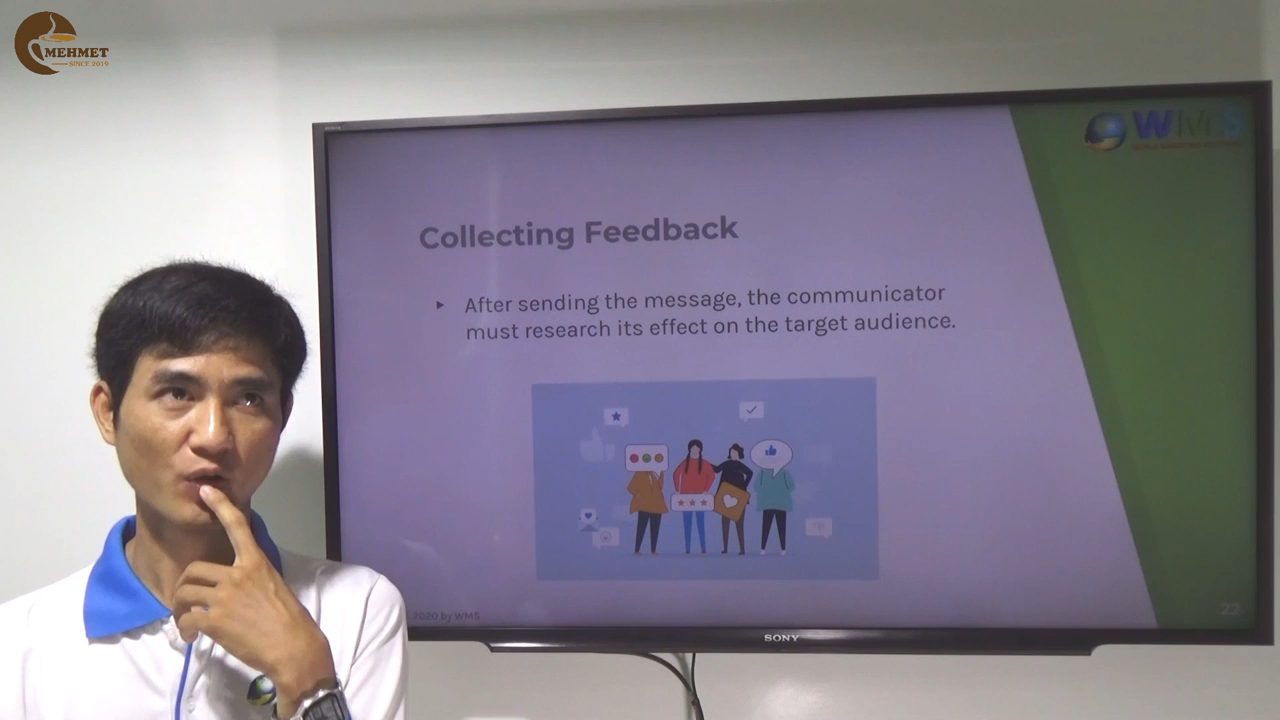 MEHMET
SINCE 2019
WMS
Collecting Feedback
After sending the message, the communicator
must research its effect on the target audience.
2020 by WMS
22
SONY